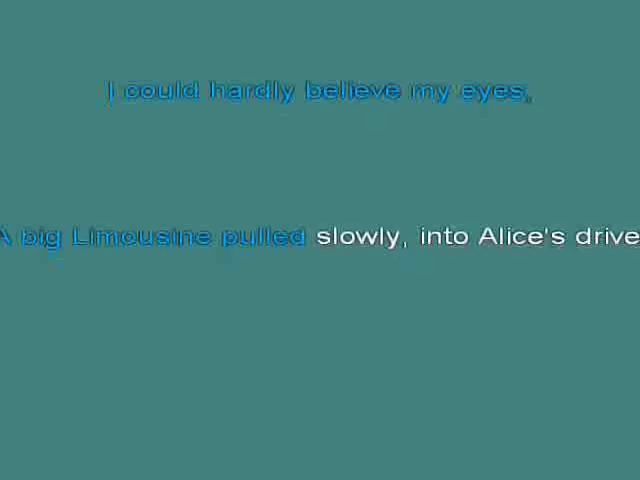 I could hardly believe my eyes,
A big Limousine pulled slowly, into Alice's drive